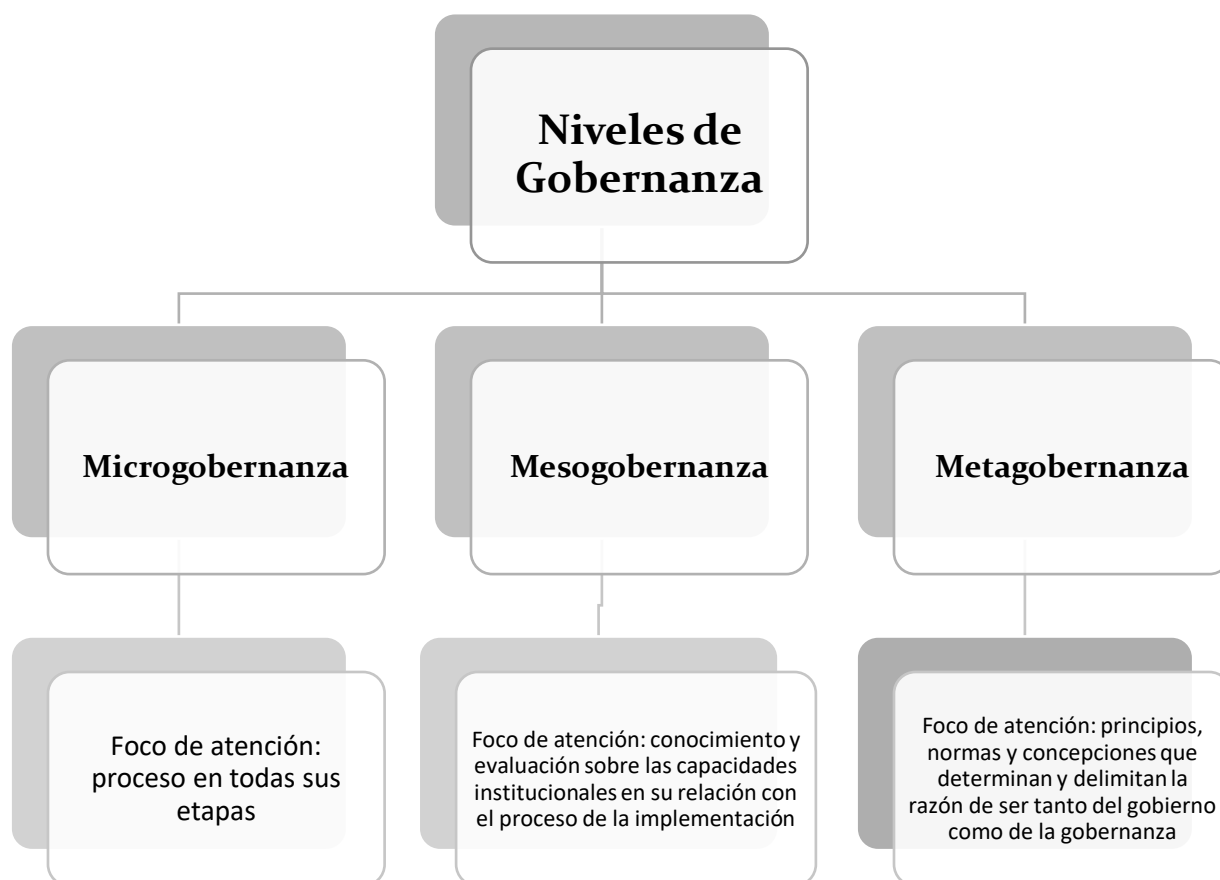 Niveles de
Gobernanza
Microgobernanza
Mesogobernanza
Metagobernanza
Foco de atención:
proceso en todas sus
etapas
Foco de atención: conocimiento y
evaluación sobre las capacidades
institucionales en su relación con
el proceso de la implementación
Foco de atención: principios,
normas y concepciones que
determinan y delimitan la
razón de ser tanto del gobierno
como de la gobernanza